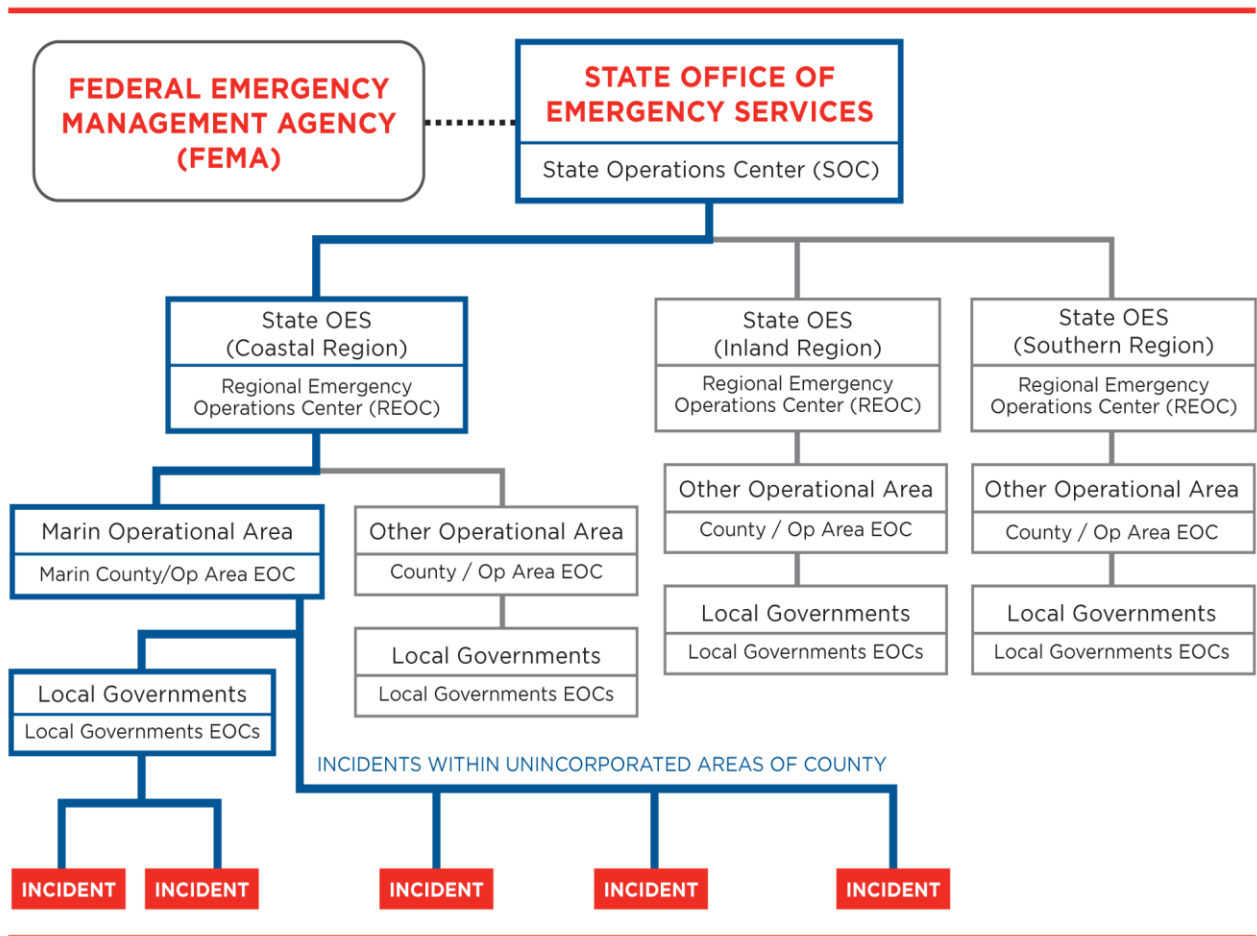 FEDERAL EMERGENCY
MANAGEMENT AGENCY
(FEMA)
STATE OFFICE OF
EMERGENCY SERVICES
State Operations Center (SOC)
State OES
(Coastal Region)
Regional Emergency
Operations Center (REOC)
State OES
(Inland Region)
Regional Emergency
Operations Center (REOC)
State OES
(Southern Region)
Regional Emergency
Operations Center (REOC)
Marin Operational Area
Marin County/Op Area EOC
Other Operational Area
County / Op Area EOC
Other Operational Area
County / Op Area EOC
Other Operational Area
County / Op Area EOC
Local Governments
Local Governments EOCs
Local Governments
Local Governments EOCs
Local Governments
Local Governments EOCs
Local Governments
Local Governments EOCs
INCIDENTS WITHIN UNINCORPORATED AREAS OF COUNTY
INCIDENT
INCIDENT
INCIDENT
INCIDENT
INCIDENT